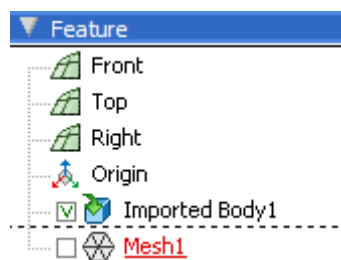 Feature
Front
Top
Right
Origin
Imported Body1
Mesh1